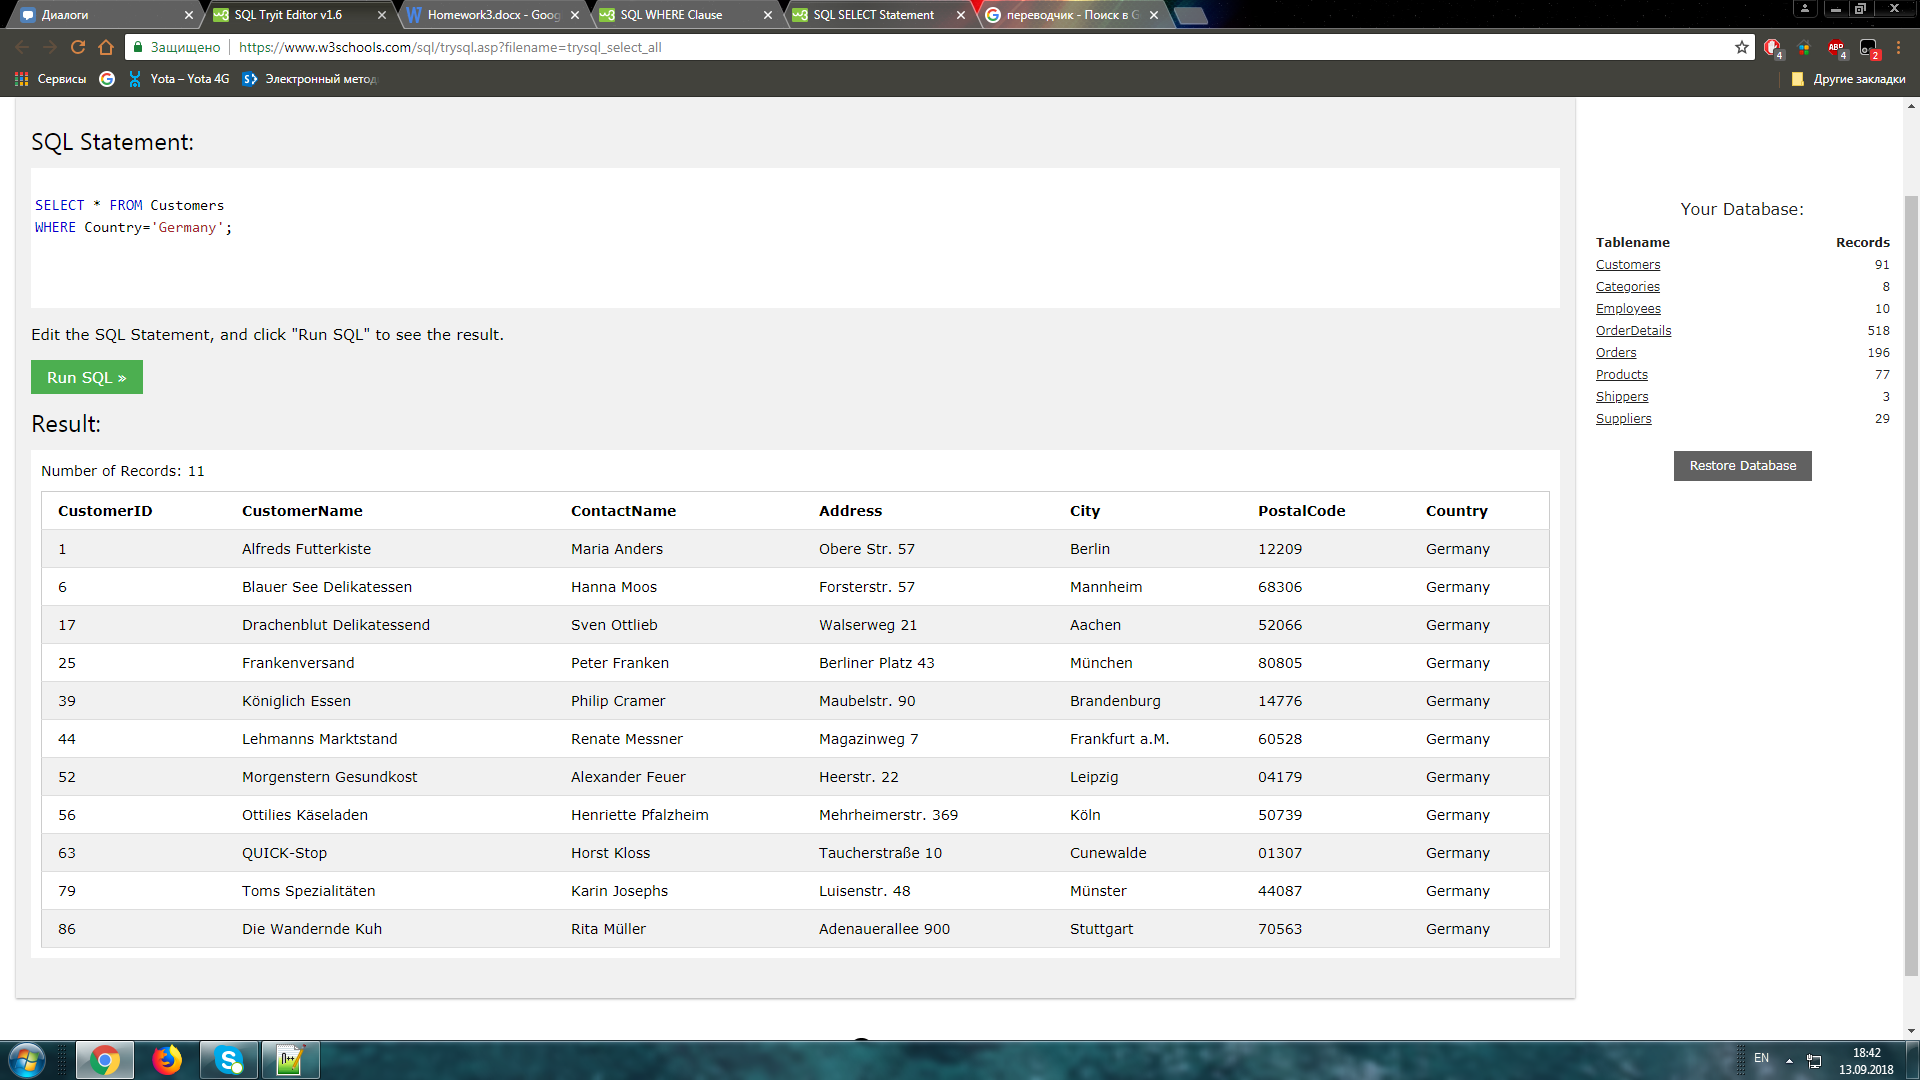 Диалоги
SQL Tryit Editor v1.6
Homework3.docx - Goog
SQL WHERE Clause
SQL SELECT Statement
переводчик - Поиск в G
Защищено
https://www.w3schools.com/sql/trysql.asp?filename=trysql_select_all
4
ABP
4
2
Сервисы
Yota – Yota 4G
Электронный метод
Другие закладки
SQL Statement:
SELECT * FROM Customers
WHERE Country='Germany';
Edit the SQL Statement, and click "Run SQL" to see the result.
Run SQL »
Result:
Number of Records: 11
CustomerID CustomerName ContactName Address City PostalCode Country
1 Alfreds Futterkiste Maria Anders Obere Str. 57 Berlin 12209 Germany
6 Blauer See Delikatessen Hanna Moos Forsterstr. 57 Mannheim 68306 Germany
17 Drachenblut Delikatessend Sven Ottlieb Walserweg 21 Aachen 52066 Germany
25 Frankenversand Peter Franken Berliner Platz 43 München 80805 Germany
39 Königlich Essen Philip Cramer Maubelstr. 90 Brandenburg 14776 Germany
44 Lehmanns Marktstand Renate Messner Magazinweg 7 Frankfurt a.M. 60528 Germany
52 Morgenstern Gesundkost Alexander Feuer Heerstr. 22 Leipzig 04179 Germany
56 Ottilies Käseladen Henriette Pfalzheim Mehrheimerstr. 369 Köln 50739 Germany
63 QUICK-Stop Horst Kloss Taucherstraße 10 Cunewalde 01307 Germany
79 Toms Spezialitäten Karin Josephs Luisenstr. 48 Münster 44087 Germany
86 Die Wandernde Kuh Rita Müller Adenauerallee 900 Stuttgart 70563 Germany
Your Database:
Tablename Records
Customers 91
Categories 8
Employees 10
OrderDetails 518
Orders 196
Products 77
Shippers 3
Suppliers 29
Restore Database
EN
18:42
13.09.2018